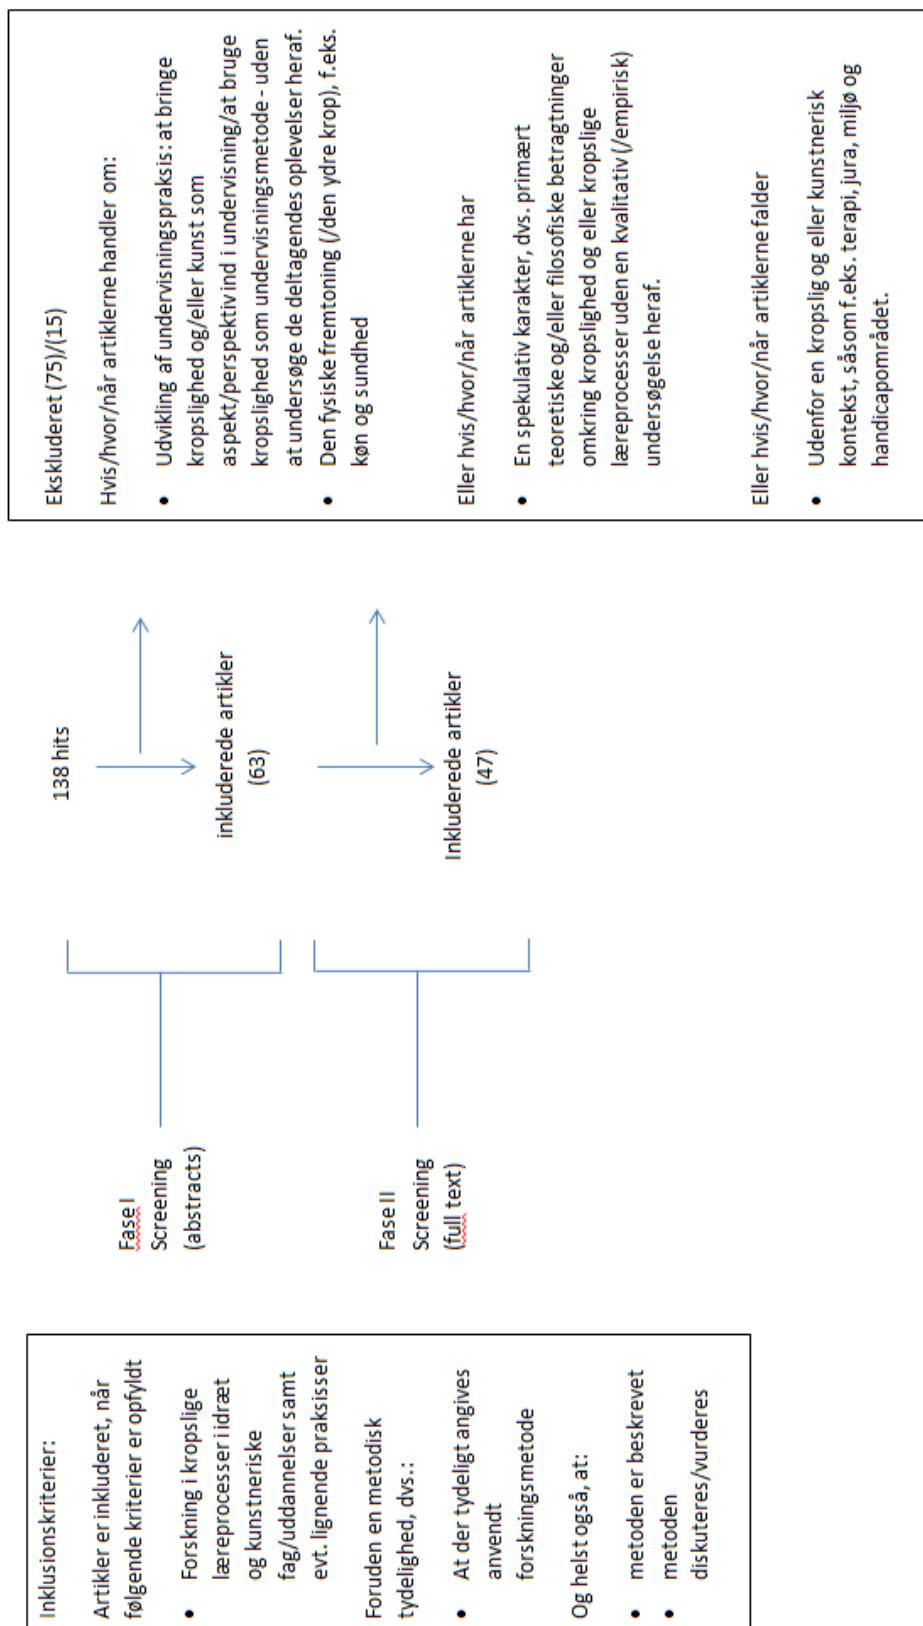 Inklusionskriterier:
Artikler er inkluderet, når
følgende kriterier er opfyldt
• Forskning i kropslige
læreprocesser i idræt
og kunstneriske
fag/uddannelser samt
evt. lignende praksisser
Foruden en metodisk
tydelighed, dvs.:
• At der tydeligt angives
anvendt
forskningsmetode
Og helst også, at:
• metoden er beskrevet
• metoden
diskuteres/vurderes
Fase I
Screening
(abstracts)
Fase II
Screening
(full text)
138 hits
inkluderede artikler
(63)
Inkluderede artikler
(47)
Ekskluderet (75)/(15)
Hvis/hvor/når artiklerne handler om:
• Udvikling af undervisningspraksis: at bringe
kropslighed og/eller kunst som
aspekt/perspektiv ind i undervisning/at bruge
kropslighed som undervisningsmetode - uden
at undersøge de deltagendes oplevelser heraf.
• Den fysiske fremtoning (/den ydre krop), f.eks.
køn og sundhed
Eller hvis/hvor/når artiklerne har
• En spekulativ karakter, dvs. primært
teoretiske og/eller filosofiske betragtninger
omkring kropslighed og eller kropslige
læreprocesser uden en kvalitativ (/empirisk)
undersøgelse heraf.
Eller hvis/hvor/når artiklerne falder
• Udenfor en kropslig og eller kunstnerisk
kontekst, såsom f.eks. terapi, jura, miljø og
handicapområdet.